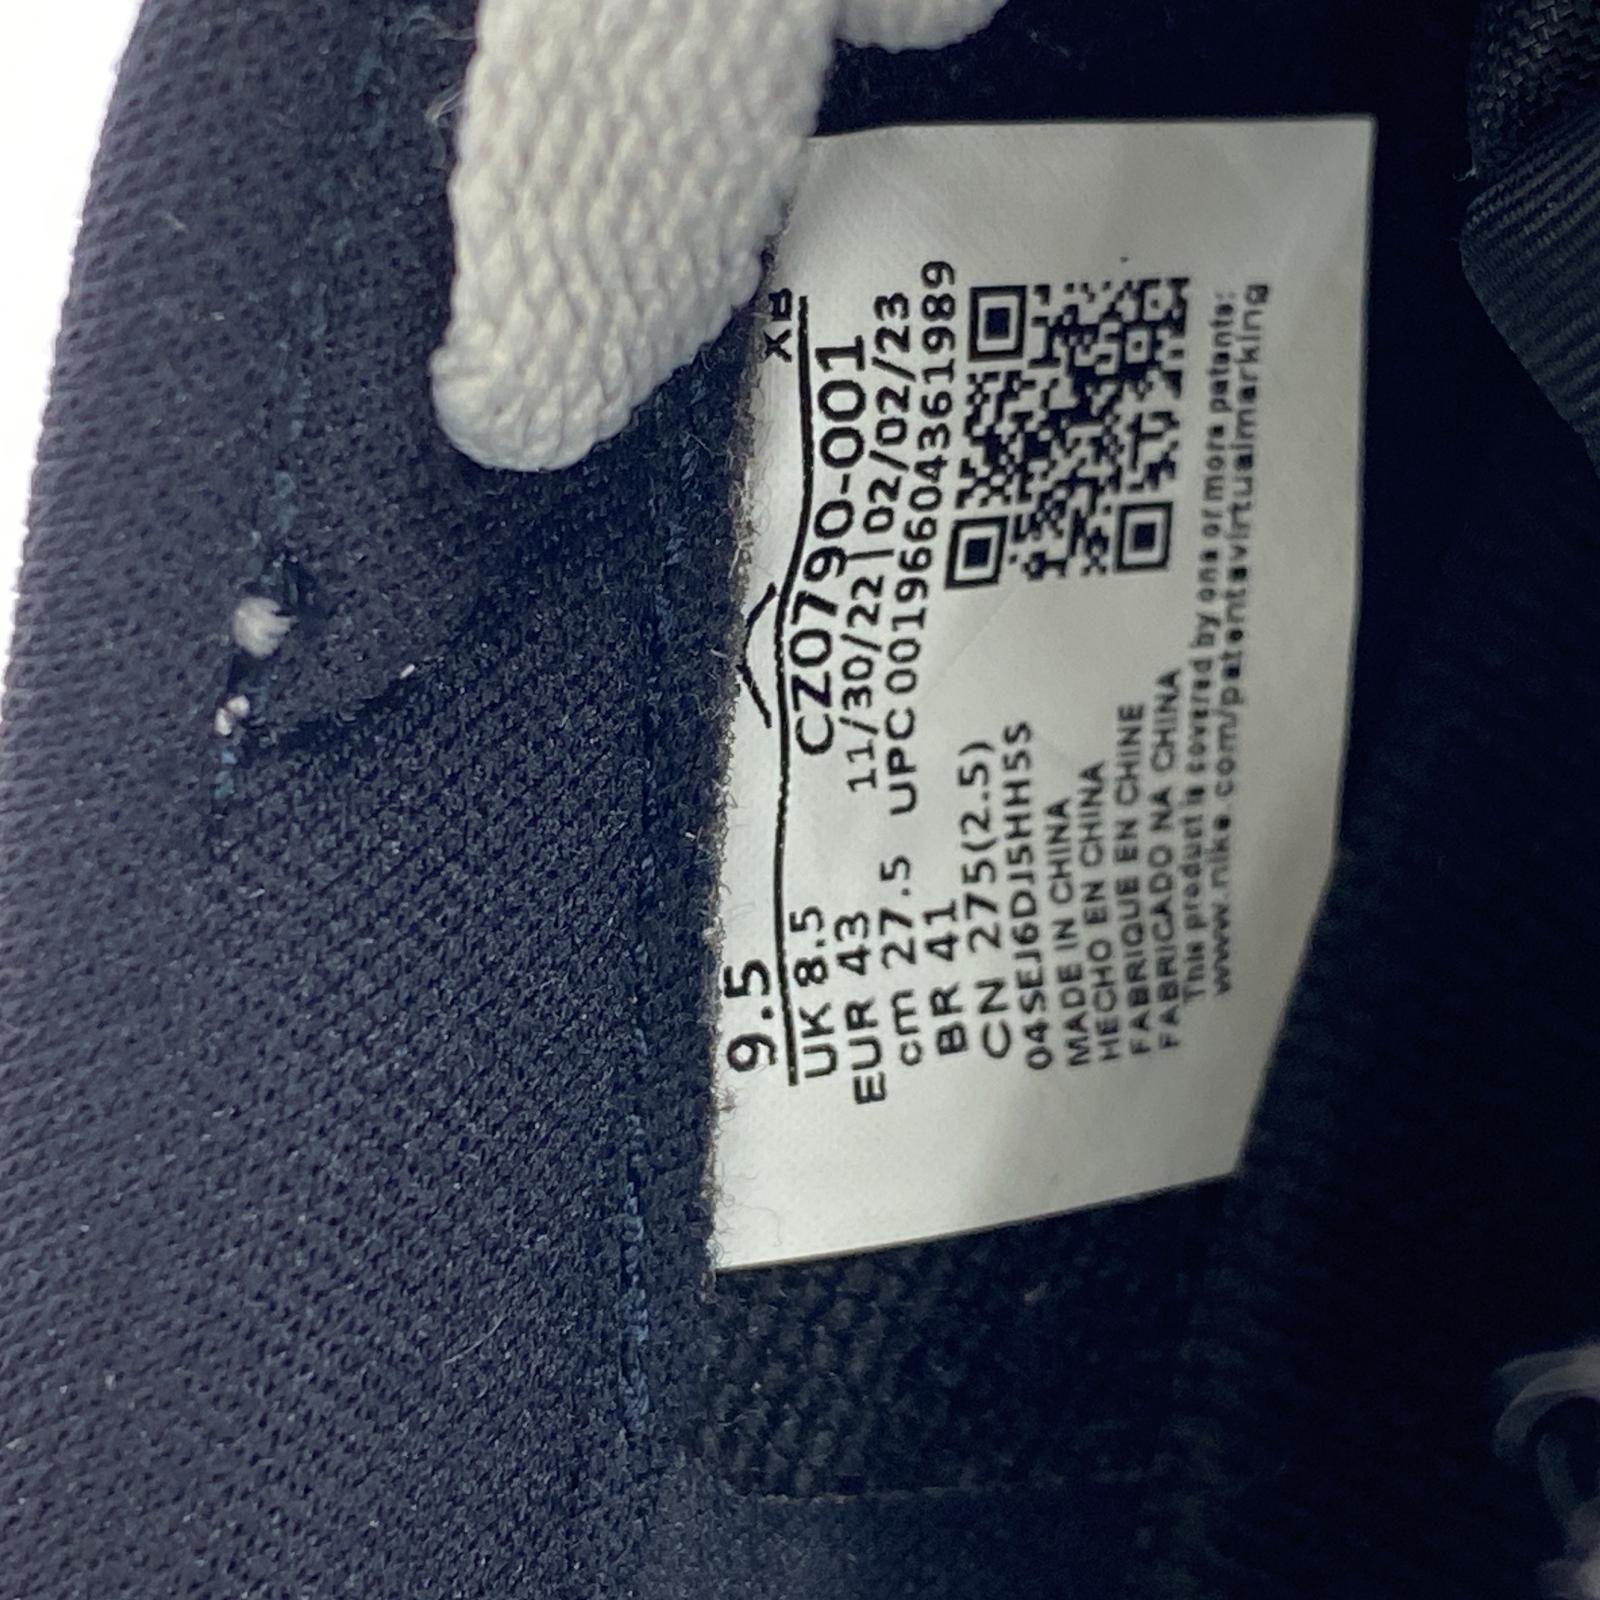 9.5
XB
UK 8.5
EUR 43
cm 27.5
BR 41
CN 275(2.5)
CZ0790-001
11/30/22|02/02/23
UPC 00196604361989
04SEJ6DJ5HH5S
MADE IN CHINA
HECHO EN CHINA
FABRIQUE EN CHINE
FABRICADO NA CHINA
This product is covered by one or more patents:
www.nike.com/patentsvirtualmarking